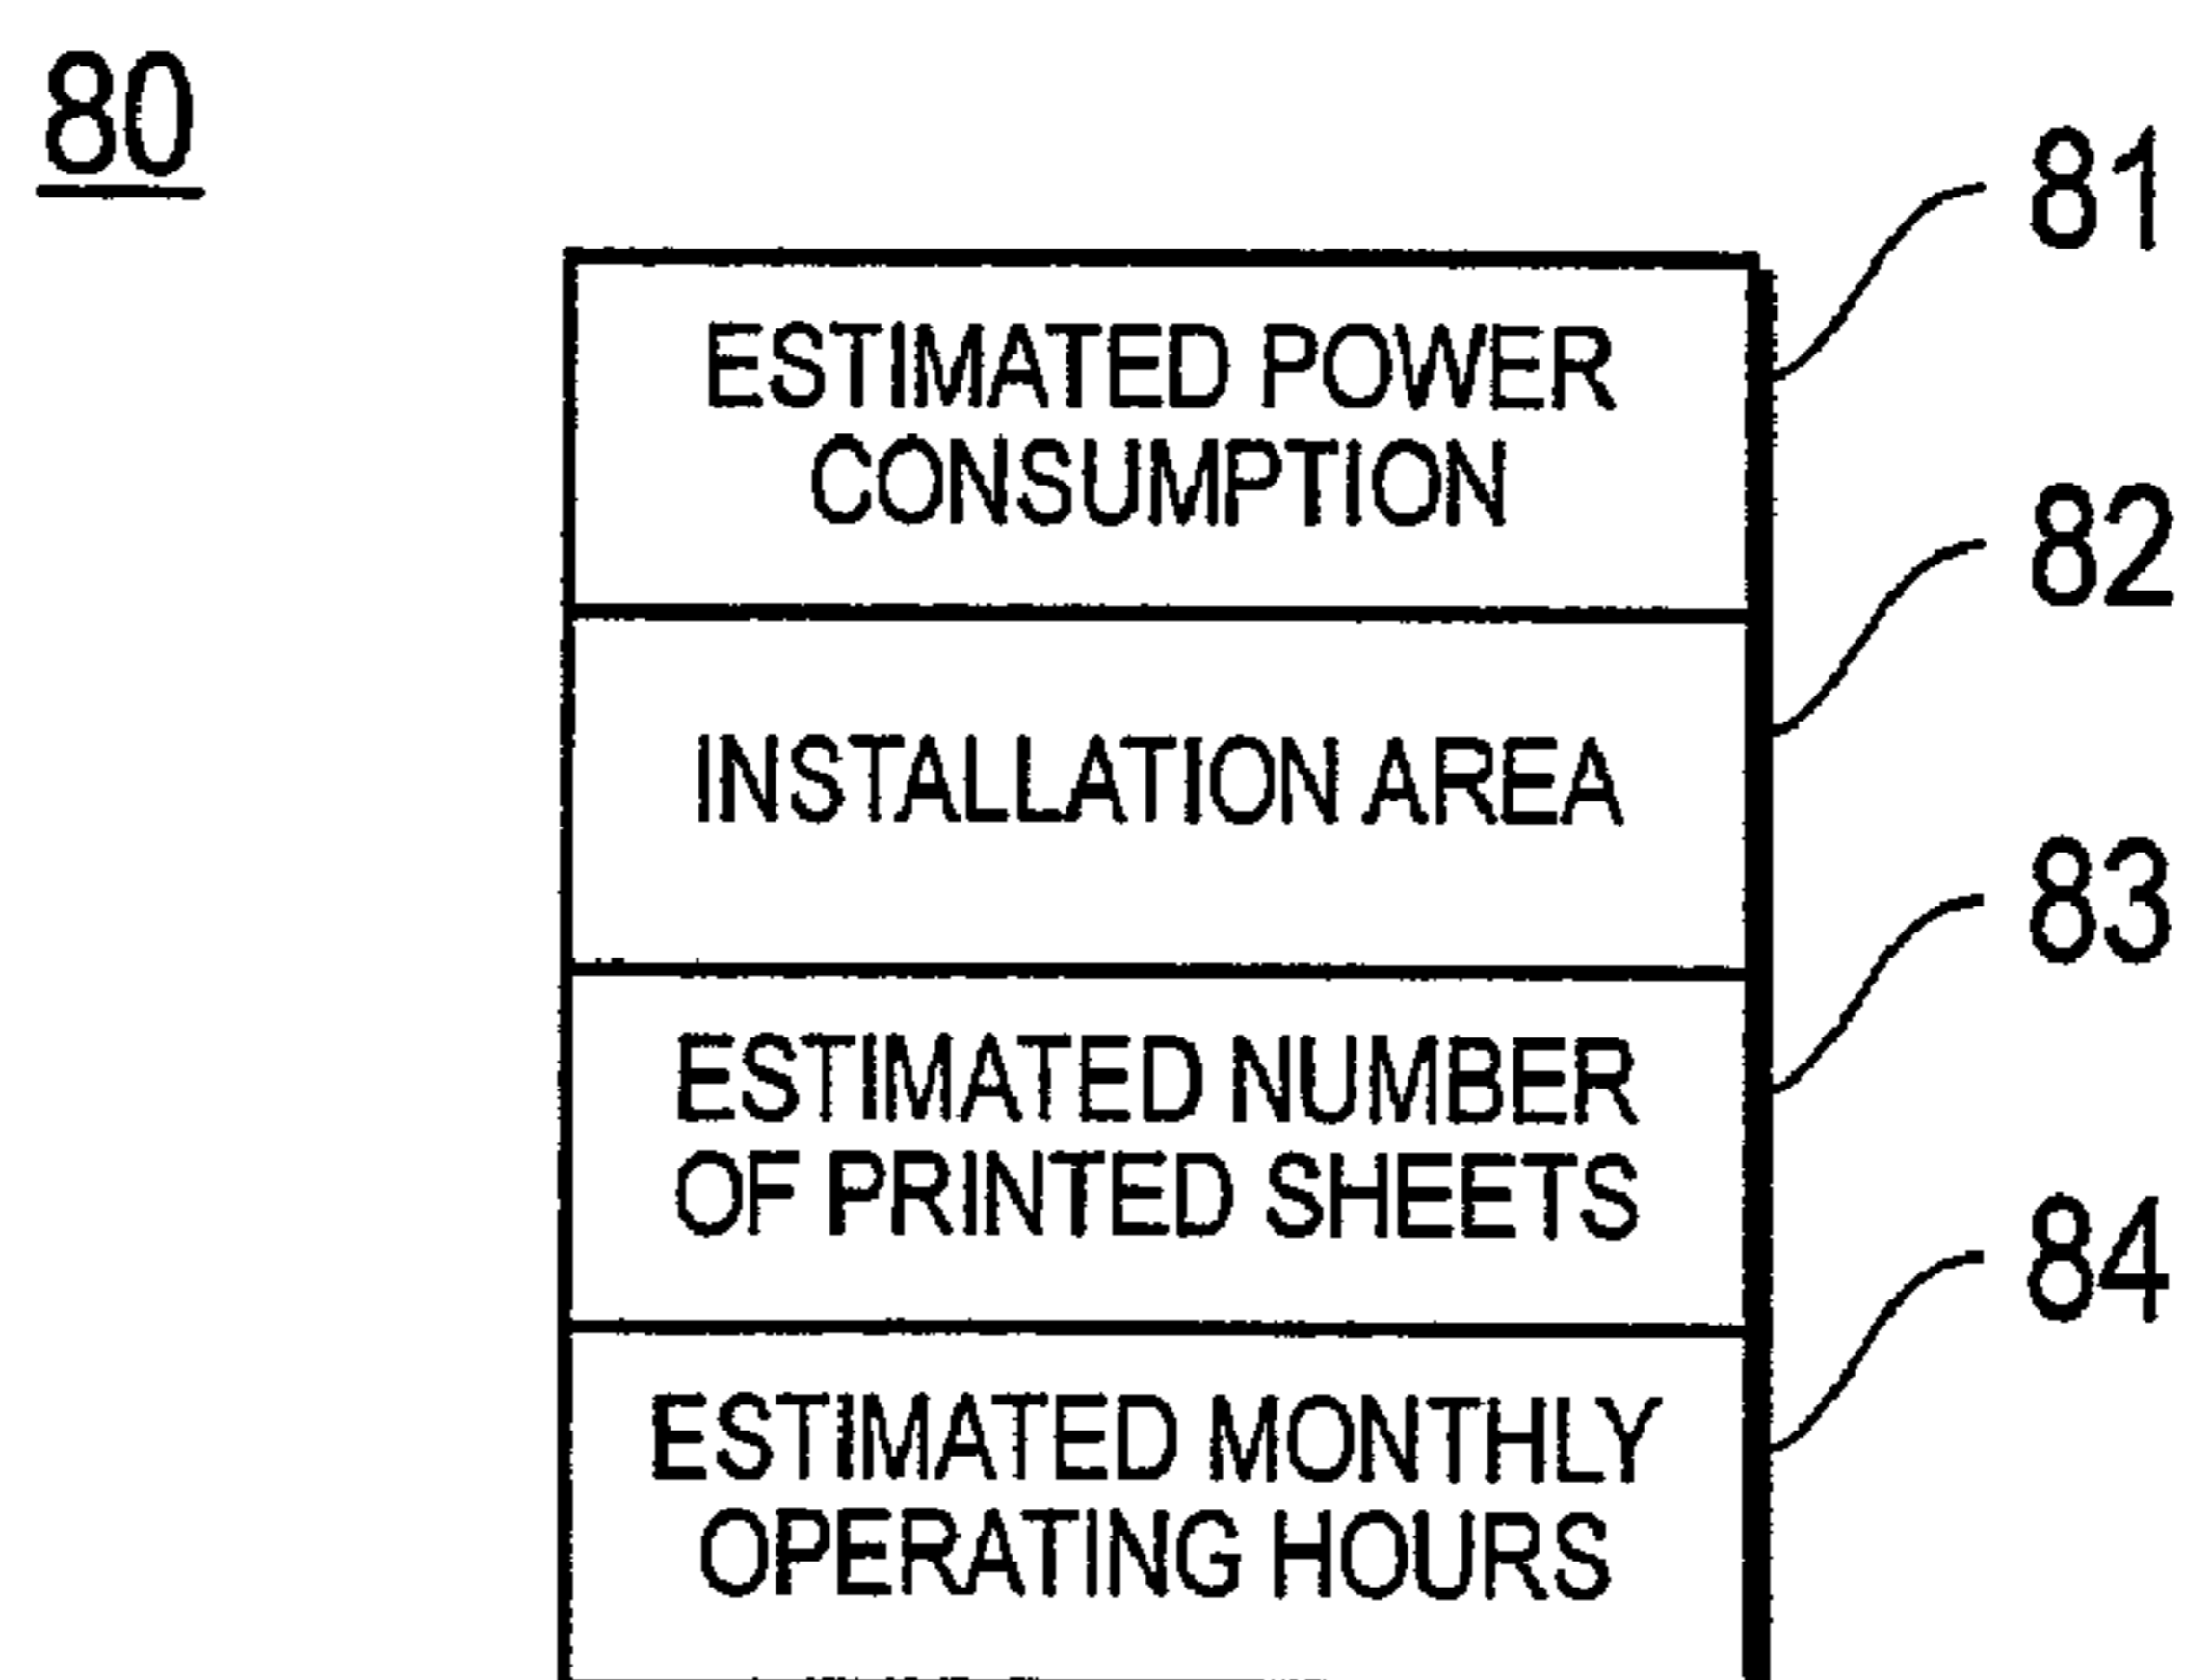 80
81
ESTIMATED POWER
CONSUMPTION
82
INSTALLATION AREA
83
ESTIMATED NUMBER
OF PRINTED SHEETS
84
ESTIMATED MONTHLY
OPERATING HOURS